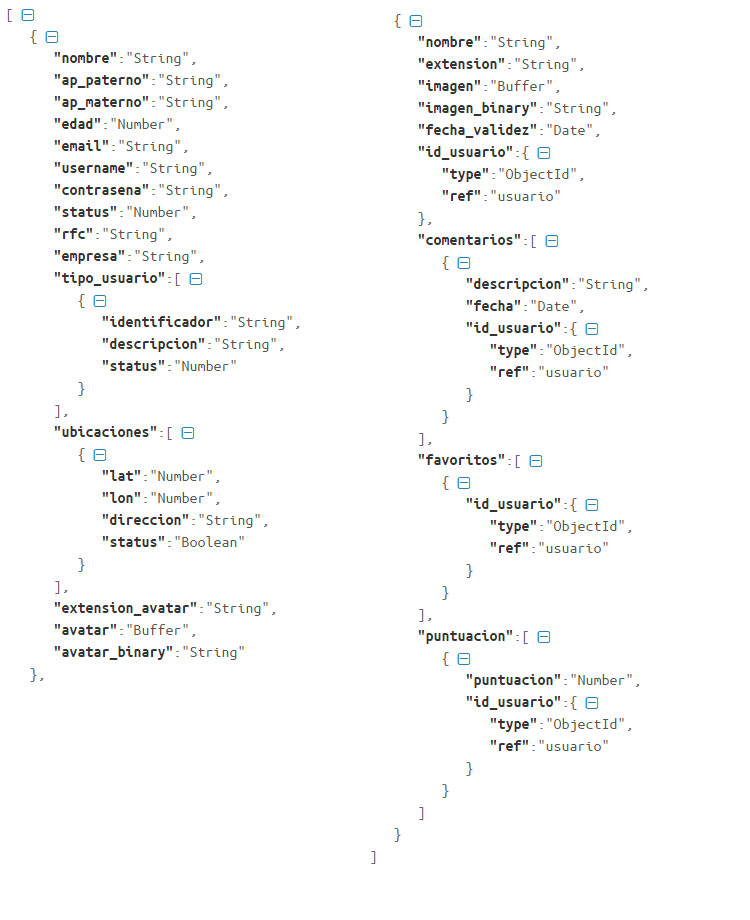 [
{
"nombre":"String",
"ap_paterno":"String",
"ap_materno":"String",
"edad":"Number",
"email":"String",
"username":"String",
"contrasena":"String",
"status":"Number",
"rfc":"String",
"empresa":"String",
"tipo_usuario":[
{
"identificador":"String",
"descripcion":"String",
"status":"Number"
}
],
"ubicaciones":[
{
"lat":"Number",
"lon":"Number",
"direccion":"String",
"status":"Boolean"
}
],
"extension_avatar":"String",
"avatar":"Buffer",
"avatar_binary":"String"
},
{
"nombre":"String",
"extension":"String",
"imagen":"Buffer",
"imagen_binary":"String",
"fecha_validez":"Date",
"id_usuario":{
"type":"ObjectId",
"ref":"usuario"
},
"comentarios":[
{
"descripcion":"String",
"fecha":"Date",
"id_usuario":{
"type":"ObjectId",
"ref":"usuario"
}
}
],
"favoritos":[
{
"id_usuario":{
"type":"ObjectId",
"ref":"usuario"
}
}
],
"puntuacion":[
{
"puntuacion":"Number",
"id_usuario":{
"type":"ObjectId",
"ref":"usuario"
}
}
]
}
]